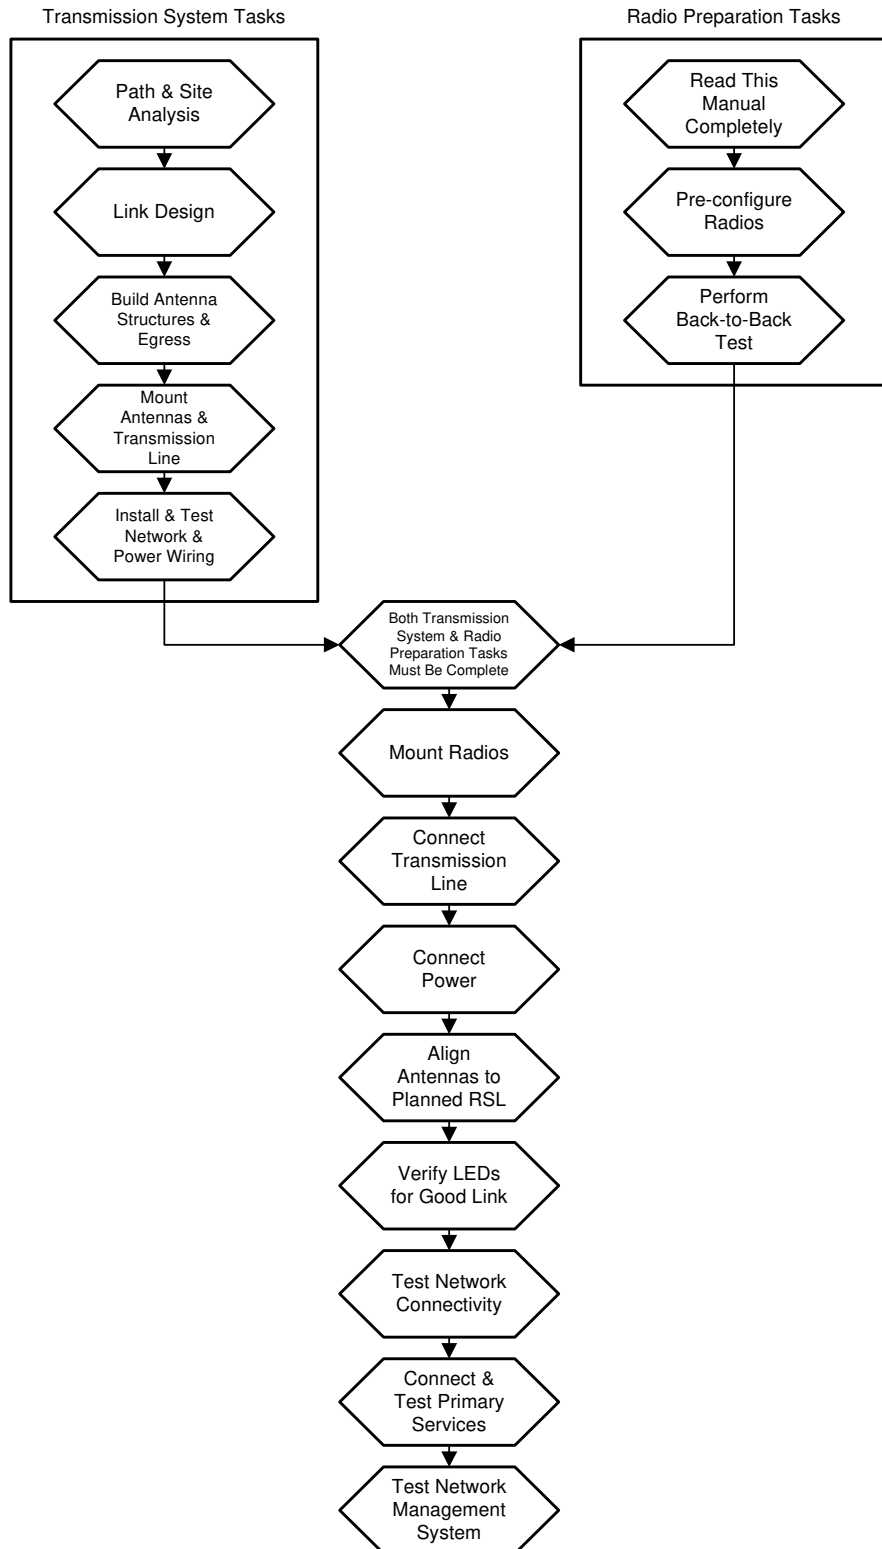 Transmission System Tasks
Path & Site
Analysis
Link Design
Build Antenna
Structures &
Egress
Mount
Antennas &
Transmission
Line
Install & Test
Network &
Power Wiring
Radio Preparation Tasks
Read This
Manual
Completely
Pre-configure
Radios
Perform
Back-to-Back
Test
Both Transmission
System & Radio
Preparation Tasks
Must Be Complete
Mount Radios
Connect
Transmission
Line
Connect
Power
Align
Antennas to
Planned RSL
Verify LEDs
for Good Link
Test Network
Connectivity
Connect &
Test Primary
Services
Test Network
Management
System